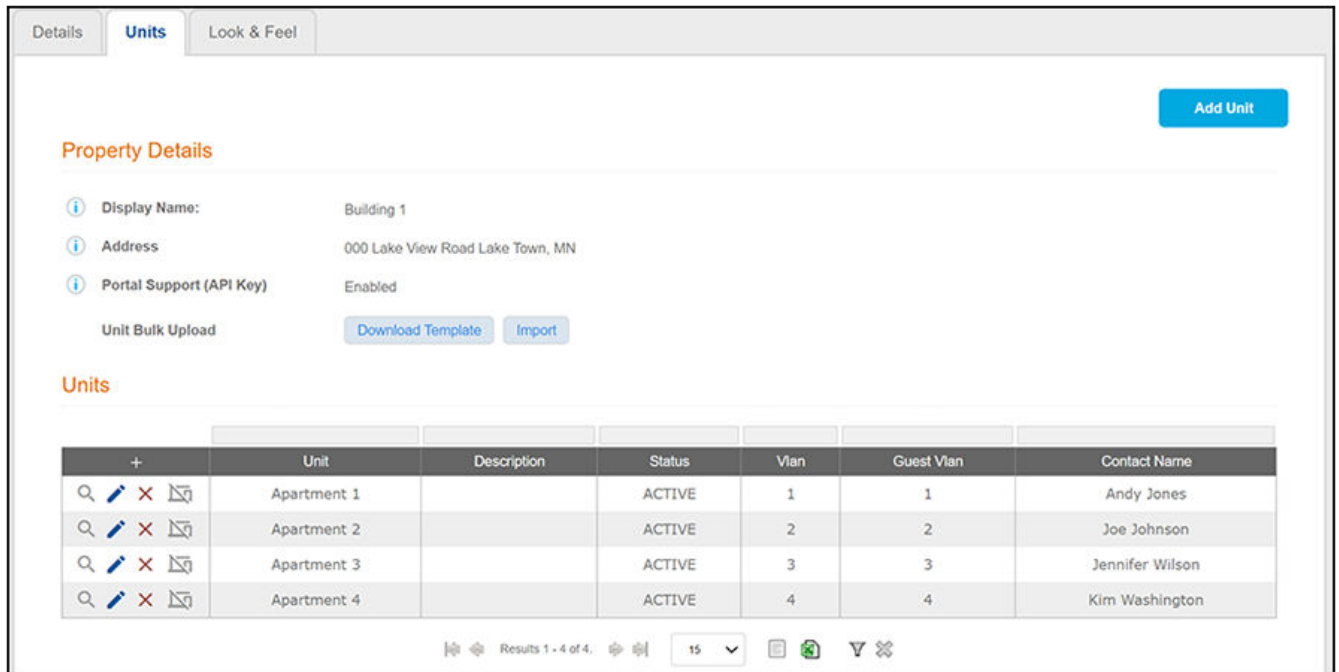 Details Units Look & Feel
Add Unit
Property Details
Display Name: Building 1
Address 000 Lake View Road Lake Town, MN
Portal Support (API Key) Enabled
Unit Bulk Upload Download Template Import
Units
+ Unit Description Status Vlan Guest Vlan Contact Name
Apartment 1 ACTIVE 1 1 Andy Jones
Apartment 2 ACTIVE 2 2 Joe Johnson
Apartment 3 ACTIVE 3 3 Jennifer Wilson
Apartment 4 ACTIVE 4 4 Kim Washington
Results 1 - 4 of 4. 15